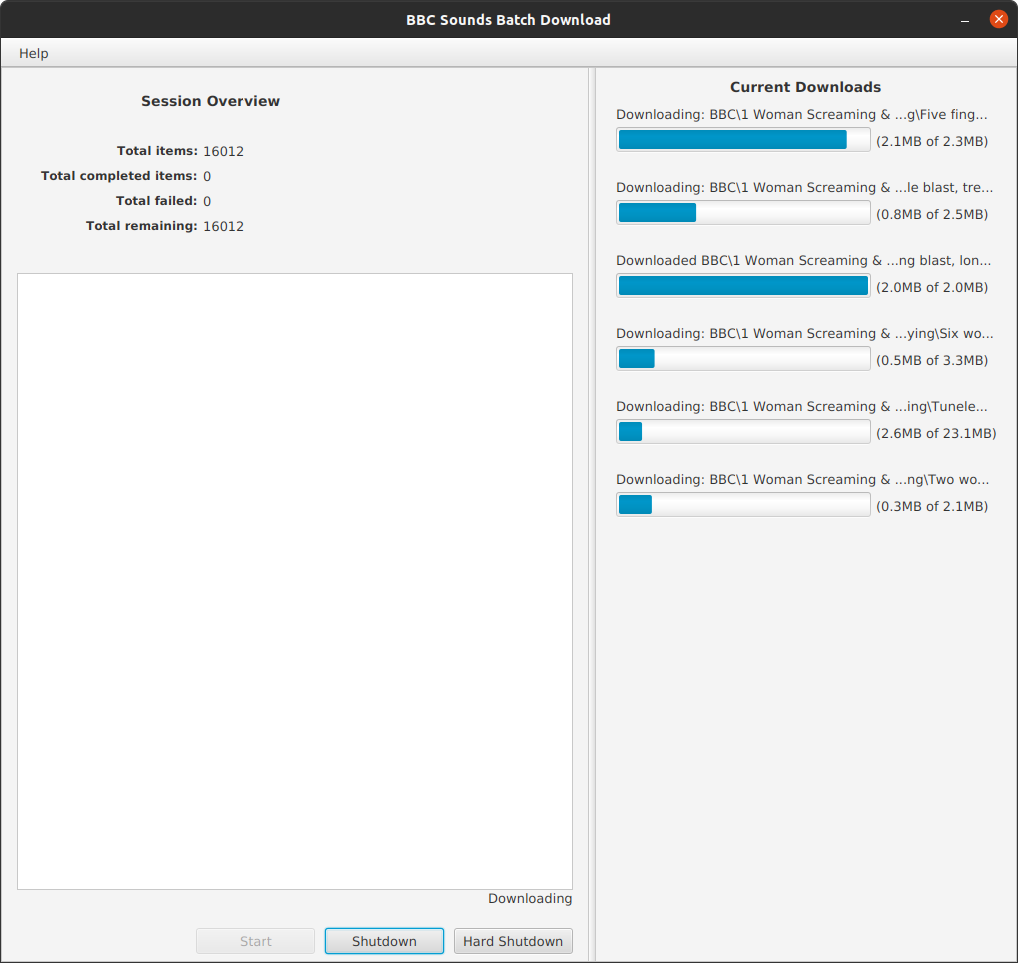 BBC Sounds Batch Download
Help
Session Overview
Total items: 16012
Total completed items: 0
Total failed: 0
Total remaining: 16012
Downloading
Start
Shutdown
Hard Shutdown
Current Downloads
Downloading: BBC\1 Woman Screaming & ...g\Five fing...
(2.1MB of 2.3MB)
Downloading: BBC\1 Woman Screaming & ...le blast, tre...
(0.8MB of 2.5MB)
Downloaded BBC\1 Woman Screaming & ...ng blast, lon...
(2.0MB of 2.0MB)
Downloading: BBC\1 Woman Screaming & ...ying\Six wo...
(0.5MB of 3.3MB)
Downloading: BBC\1 Woman Screaming & ...ing\Tunele...
(2.6MB of 23.1MB)
Downloading: BBC\1 Woman Screaming & ...ng\Two wo...
(0.3MB of 2.1MB)